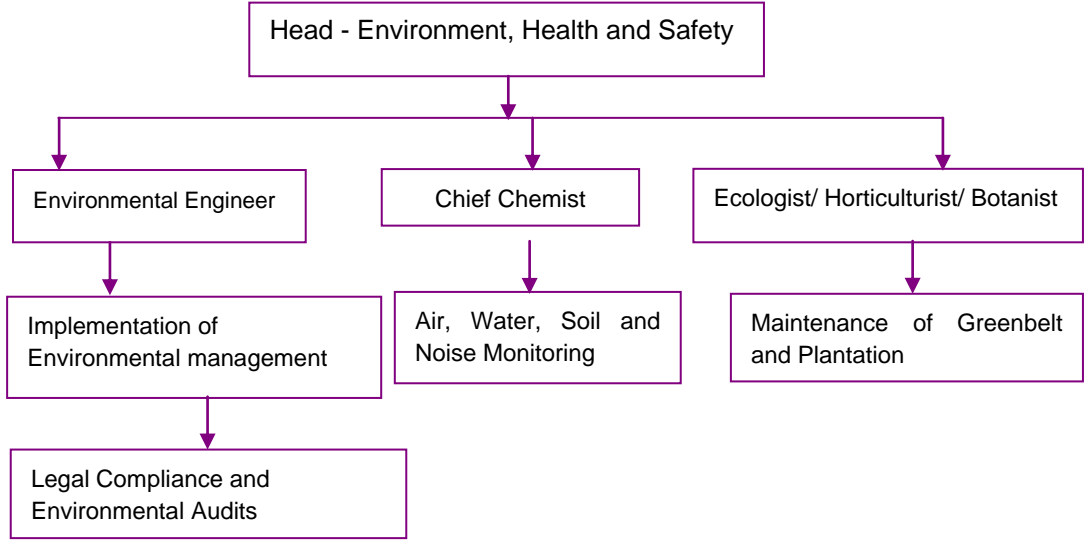 Head - Environment, Health and Safety
Environmental Engineer
Chief Chemist
Ecologist/ Horticulturist/ Botanist
Implementation of
Environmental management
Air, Water, Soil and
Noise Monitoring
Maintenance of Greenbelt
and Plantation
Legal Compliance and
Environmental Audits